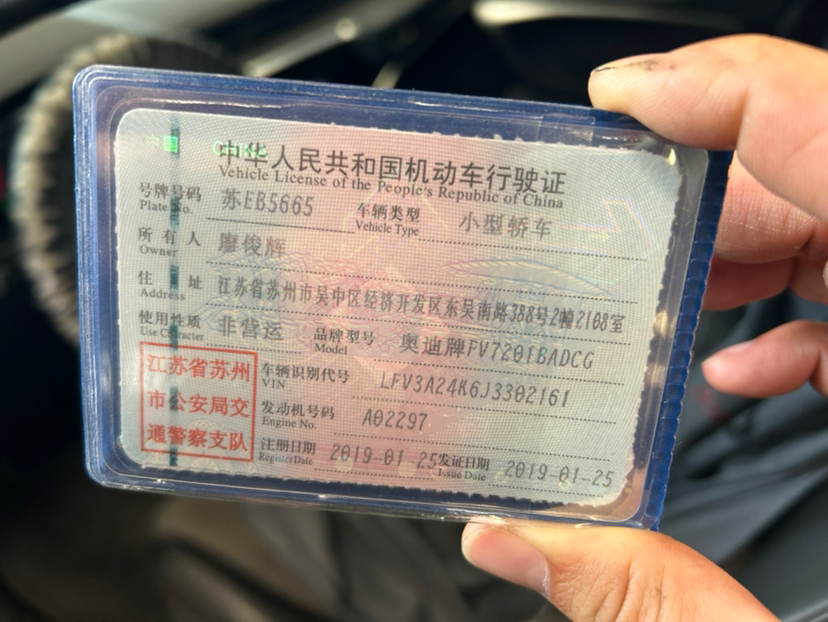 中国 CHINA
中华人民共和国机动车行驶证
Vehicle License of the People's Republic of China
号牌号码 苏EB5665 车辆类型 小型轿车
Plate No. Vehicle Type
所有人 廖俊辉
Owner
住址 江苏省苏州市吴中区经济开发区东吴南路388号2幢2108室
Address
使用性质 非营运 品牌型号 奥迪牌FV7201BADCG
Use Character Model
江苏省苏州
市公安局交
通警察支队
车辆识别代号 LFV3A24K6J3302161
VIN
发动机号码 A02297
Engine No.
注册日期 2019-01-25 发证日期 2019-01-25
Register Date Issue Date